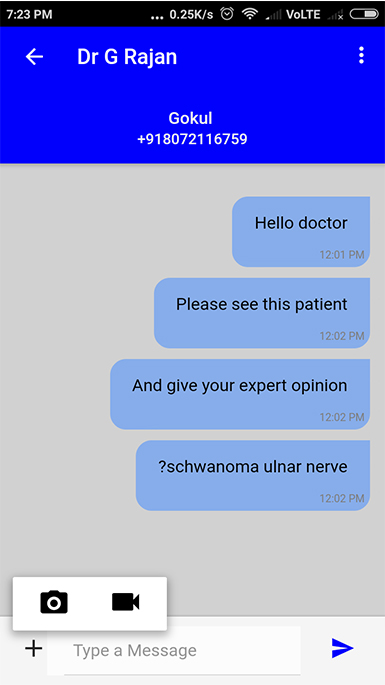 7:23 PM ... 0.25K/s VoLTE
Dr G Rajan
Gokul
+918072116759
Hello doctor
12:01 PM
Please see this patient
12:02 PM
And give your expert opinion
12:02 PM
?schwanoma ulnar nerve
12:02 PM
Type a Message